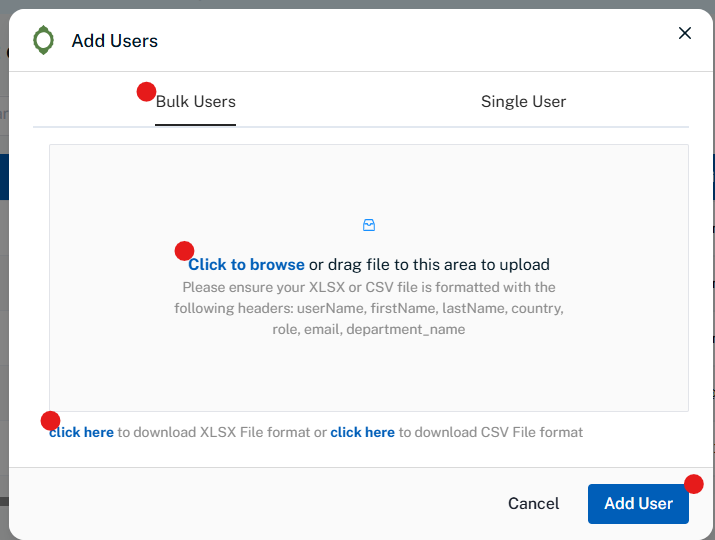 Add Users
Bulk Users
Single User
Click to browse or drag file to this area to upload
Please ensure your XLSX or CSV file is formatted with the
following headers: userName, firstName, lastName, country,
role, email, department_name
click here to download XLSX File format or click here to download CSV File format
Cancel
Add User